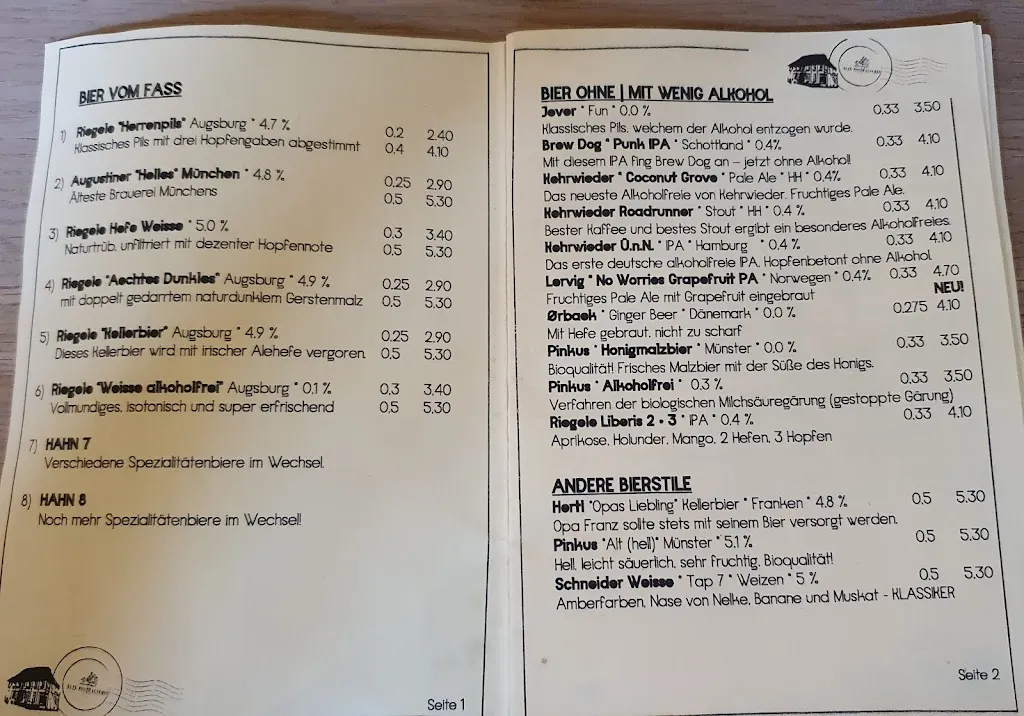 BIER VOM FASS
1) Riegele "Herrenpils" Augsburg * 4.7 % 0.2 2.40
Klassisches Pils mit drei Hopfengaben abgestimmt 0.4 4.10
2) Augustiner "Helles" München * 4.8 % 0.25 2.90
Älteste Brauerei Münchens 0.5 5.30
3) Riegele Hefe Weisse * 5.0 % 0.3 3.40
Naturtrüb, unfiltriert mit dezenter Hopfennote 0.5 5.30
4) Riegele "Aechtes Dunkles" Augsburg * 4.9 % 0.25 2.90
mit doppelt gedarrtem naturdunklem Gerstenmalz 0.5 5.30
5) Riegele "Kellerbier" Augsburg * 4.9 % 0.25 2.90
Dieses Kellerbier wird mit irischer Alehefe vergoren. 0.5 5.30
6) Riegele "Weisse alkoholfrei" Augsburg * 0.1 % 0.3 3.40
Vollmundiges, isotonisch und super erfrischend 0.5 5.30
7) HAHN 7
Verschiedene Spezialitätenbiere im Wechsel.
8) HAHN 8
Noch mehr Spezialitätenbiere im Wechsel!
Seite 1
BIER OHNE | MIT WENIG ALKOHOL
Jever * Fun * 0.0 % 0,33 3.50
Klassisches Pils, welchem der Alkohol entzogen wurde.
Brew Dog * Punk IPA * Schottland * 0.4% 0.33 4.10
Mit diesem IPA fing Brew Dog an – jetzt ohne Alkohol!
Kehrwieder * Coconut Grove * Pale Ale * HH * 0.4% 0.33 4.10
Das neueste Alkoholfreie von Kehrwieder. Fruchtiges Pale Ale.
Kehrwieder Roadrunner * Stout * HH * 0.4 % 0.33 4.10
Bester Kaffee und bestes Stout ergibt ein besonderes Alkoholfreies.
Kehrwieder Ü.n.N. * IPA * Hamburg * 0.4 % 0.33 4.10
Das erste deutsche alkoholfreie IPA. Hopfenbetont ohne Alkohol.
Lervig * No Worries Grapefruit PA * Norwegen * 0.4% 0.33 4.70
Fruchtiges Pale Ale mit Grapefruit eingebraut NEU!
Ørbaek * Ginger Beer * Dänemark * 0.0 % 0.275 4.10
Mit Hefe gebraut, nicht zu scharf
Pinkus * Honigmalzbier * Münster * 0.0 % 0.33 3.50
Bioqualität! Frisches Malzbier mit der Süße des Honigs.
Pinkus * Alkoholfrei * 0.3 % 0.33 3.50
Verfahren der biologischen Milchsäuregärung (gestoppte Gärung)
Riegele Liberis 2 + 3 * IPA * 0.4 % 0.33 4.10
Aprikose, Holunder, Mango, 2 Hefen, 3 Hopfen
ANDERE BIERSTILE
Hertl "Opas Liebling" Kellerbier * Franken * 4.8 % 0.5 5.30
Opa Franz sollte stets mit seinem Bier versorgt werden.
Pinkus "Alt (hell)" Münster * 5.1 % 0.5 5.30
Hell, leicht säuerlich, sehr fruchtig. Bioqualität!
Schneider Weisse * Tap 7 * Weizen * 5 % 0.5 5.30
Amberfarben, Nase von Nelke, Banane und Muskat - KLASSIKER
Seite 2